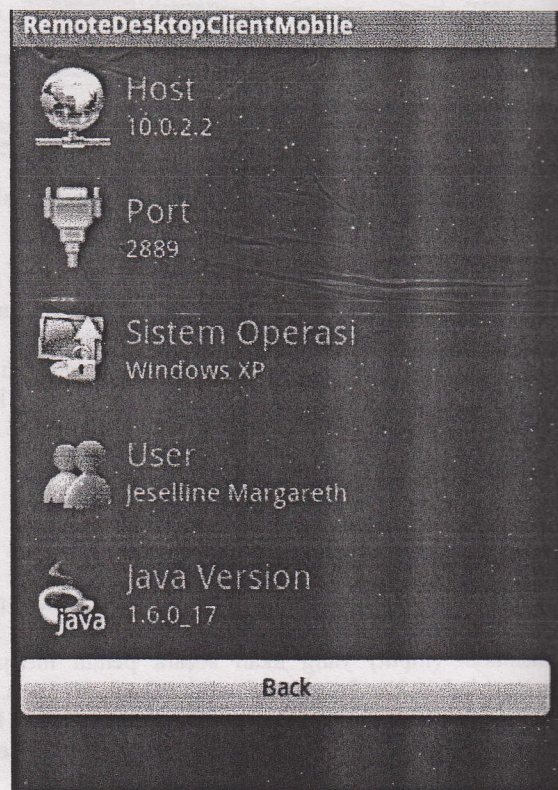 RemoteDesktopClientMobile
Host
10.0.2.2
Port
2889
Sistem Operasi
Windows XP
User
Jeselline Margareth
java
Java Version
1.6.0_17
Back